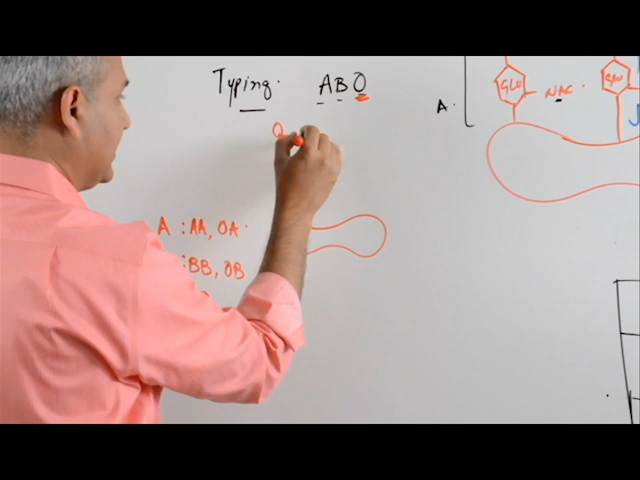 Typing. ABO
GLU NAC. GLU
A.
O
A : AA, OA.
: BB, OB